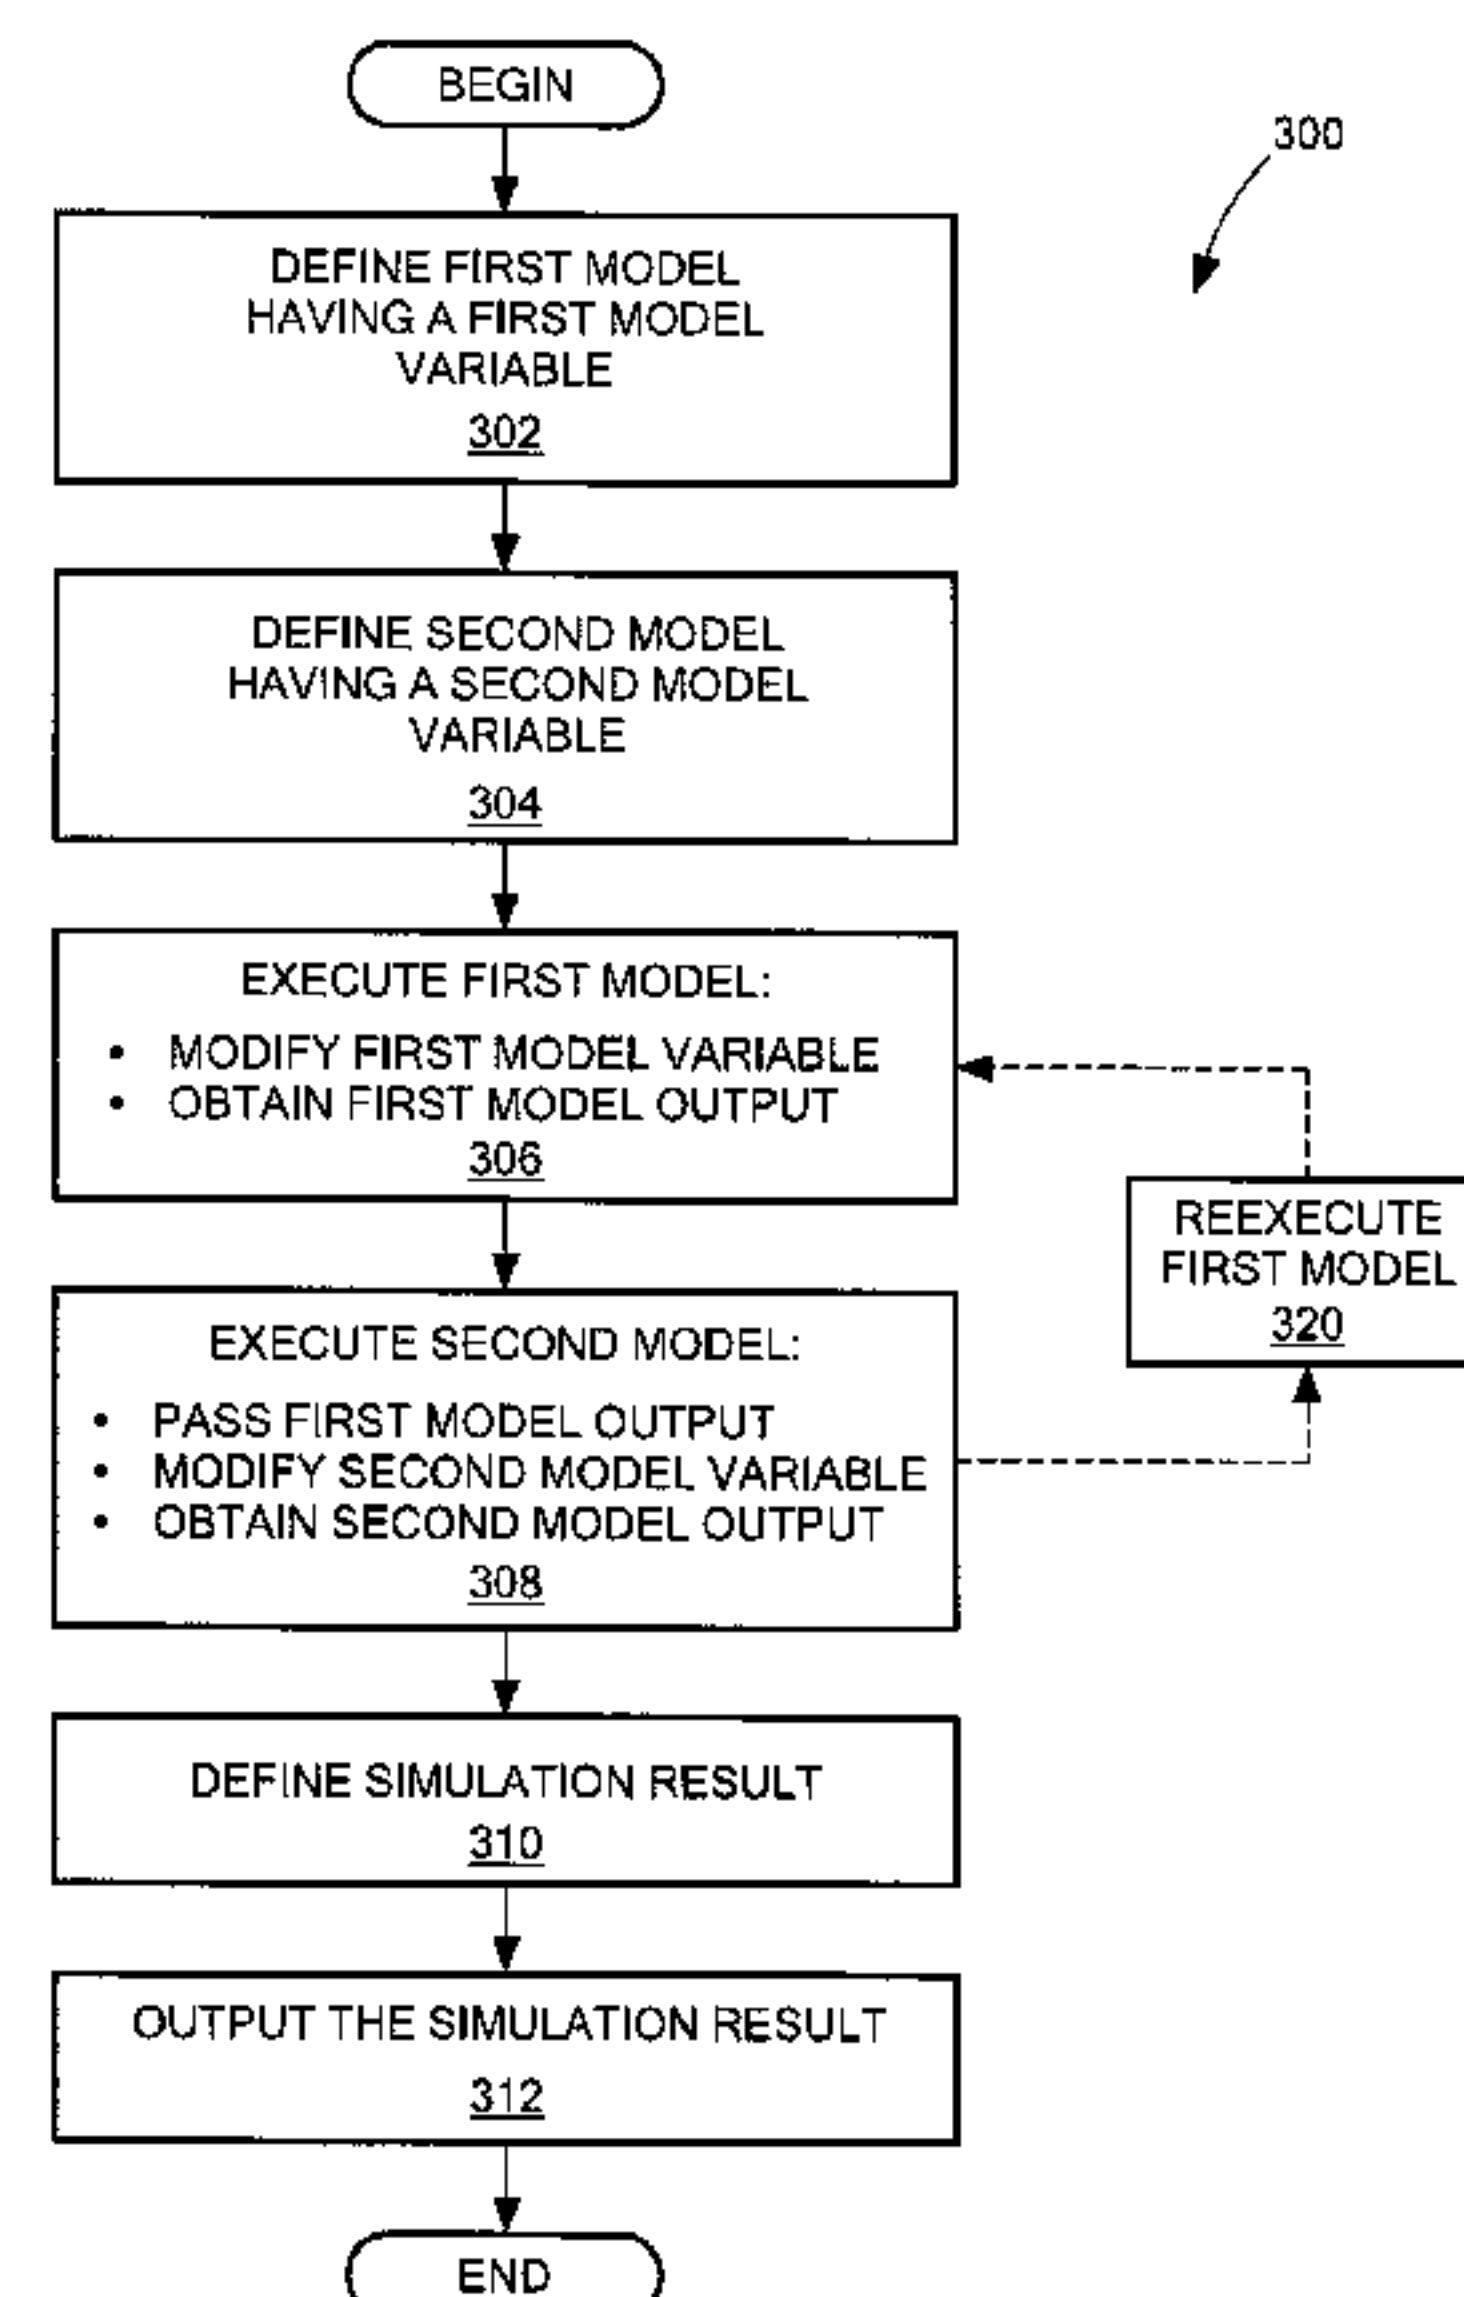 BEGIN
300
DEFINE FIRST MODEL
HAVING A FIRST MODEL
VARIABLE
302
DEFINE SECOND MODEL
HAVING A SECOND MODEL
VARIABLE
304
EXECUTE FIRST MODEL:
• MODIFY FIRST MODEL VARIABLE
• OBTAIN FIRST MODEL OUTPUT
306
REEXECUTE
FIRST MODEL
320
EXECUTE SECOND MODEL:
• PASS FIRST MODEL OUTPUT
• MODIFY SECOND MODEL VARIABLE
• OBTAIN SECOND MODEL OUTPUT
308
DEFINE SIMULATION RESULT
310
OUTPUT THE SIMULATION RESULT
312
END